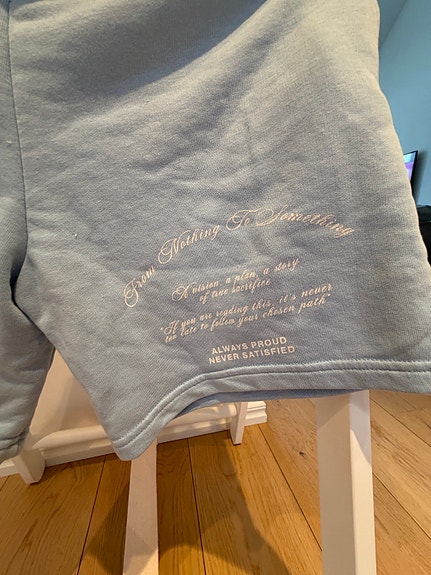 From Nothing To Something
A vision, a plan, a story
of true sacrifice
"If you are reading this, it's never
too late to follow your chosen path"
ALWAYS PROUD
NEVER SATISFIED